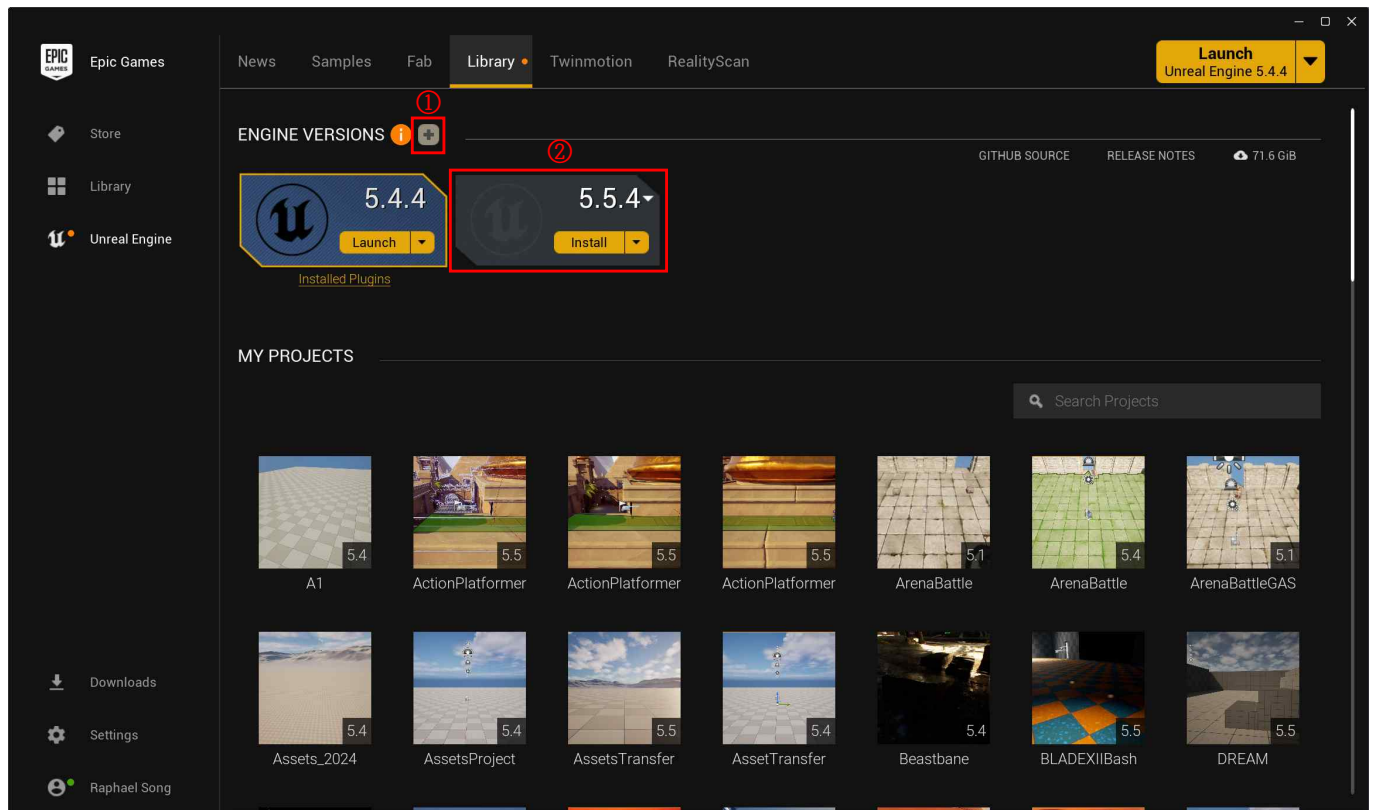 EPIC GAMES
Epic Games
News Samples Fab Library Twinmotion RealityScan
Launch
Unreal Engine 5.4.4
Store
Library
Unreal Engine
①
ENGINE VERSIONS
②
GITHUB SOURCE RELEASE NOTES 71.6 GiB
5.4.4 5.5.4
Launch Install
Installed Plugins
MY PROJECTS
Search Projects
5.4 5.5 5.5 5.5 5.1 5.4 5.1
A1 ActionPlatformer ActionPlatformer ActionPlatformer ArenaBattle ArenaBattle ArenaBattleGAS
5.4 5.4 5.5 5.4 5.4 5.5 5.5
Assets_2024 AssetsProject AssetsTransfer AssetTransfer Beastbane BLADEXIIBash DREAM
Downloads
Settings
Raphael Song